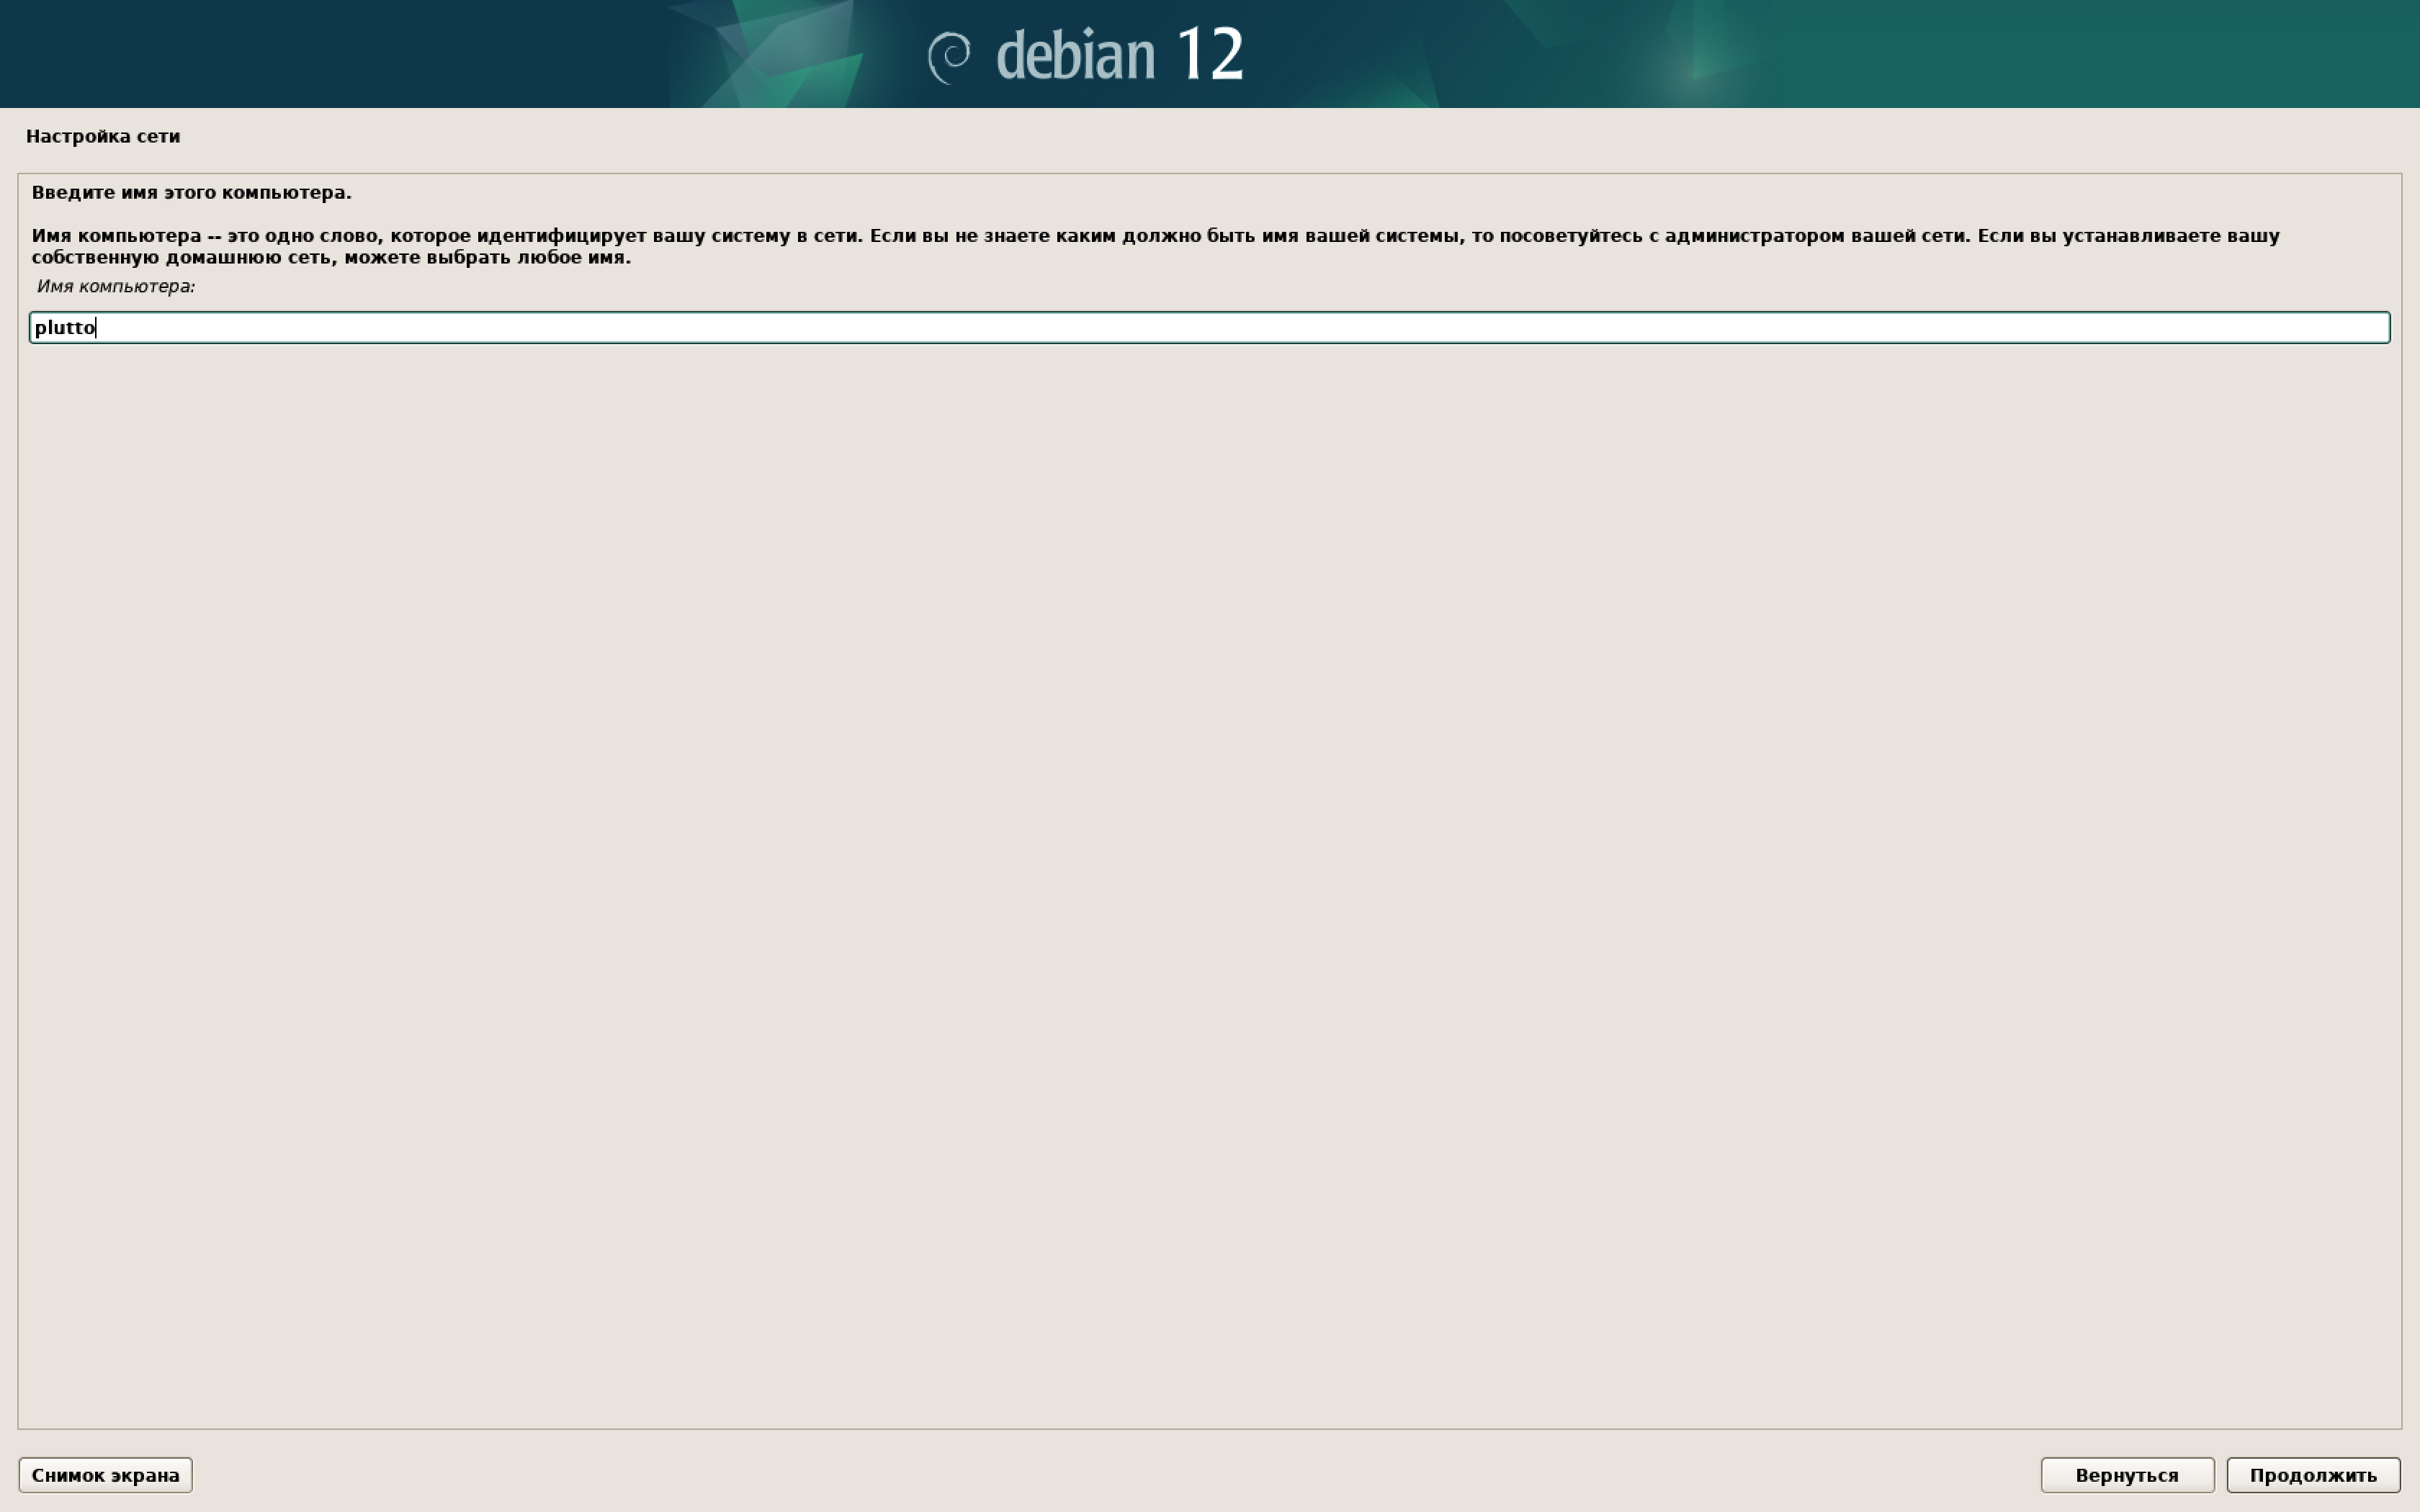 debian 12
Настройка сети
Введите имя этого компьютера.
Имя компьютера -- это одно слово, которое идентифицирует вашу систему в сети. Если вы не знаете каким должно быть имя вашей системы, то посоветуйтесь с администратором вашей сети. Если вы устанавливаете вашу
собственную домашнюю сеть, можете выбрать любое имя.
Имя компьютера:
plutto
Снимок экрана
Вернуться
Продолжить